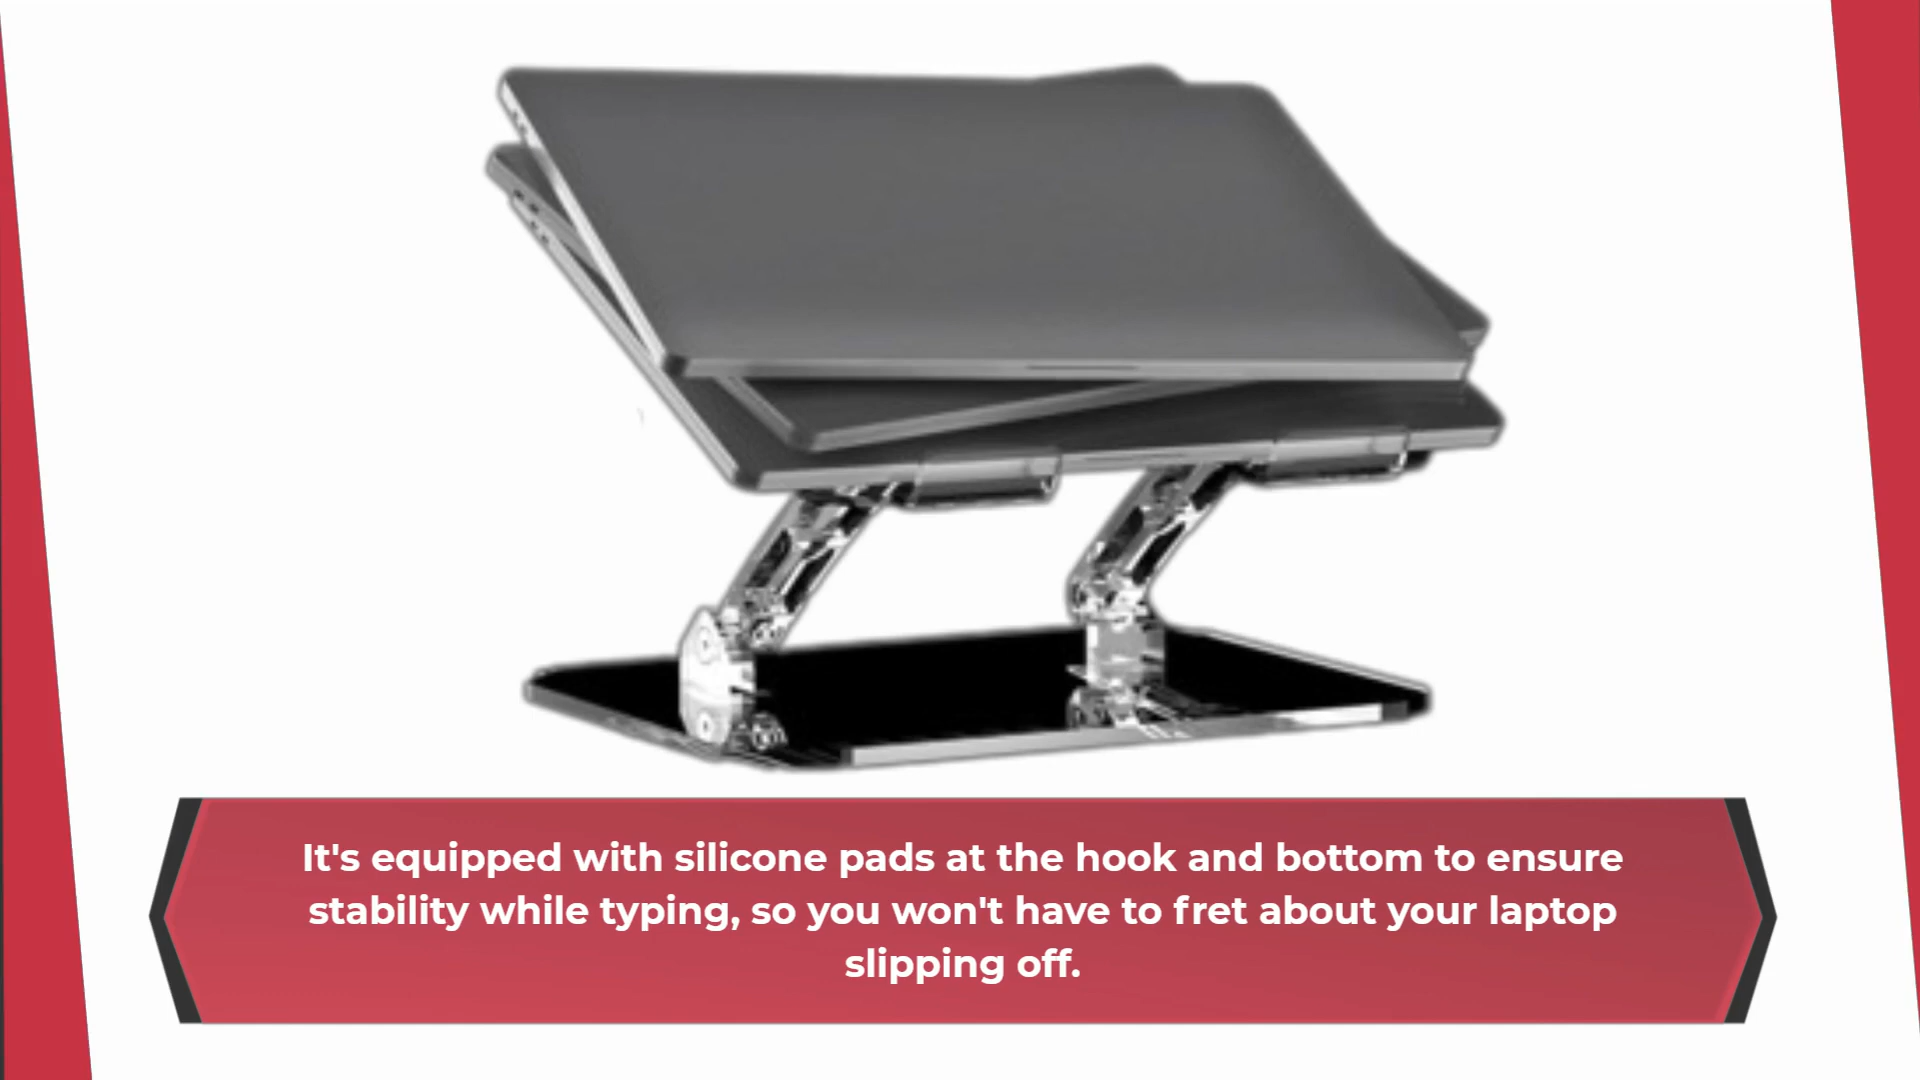 It's equipped with silicone pads at the hook and bottom to ensure
stability while typing, so you won't have to fret about your laptop
slipping off.